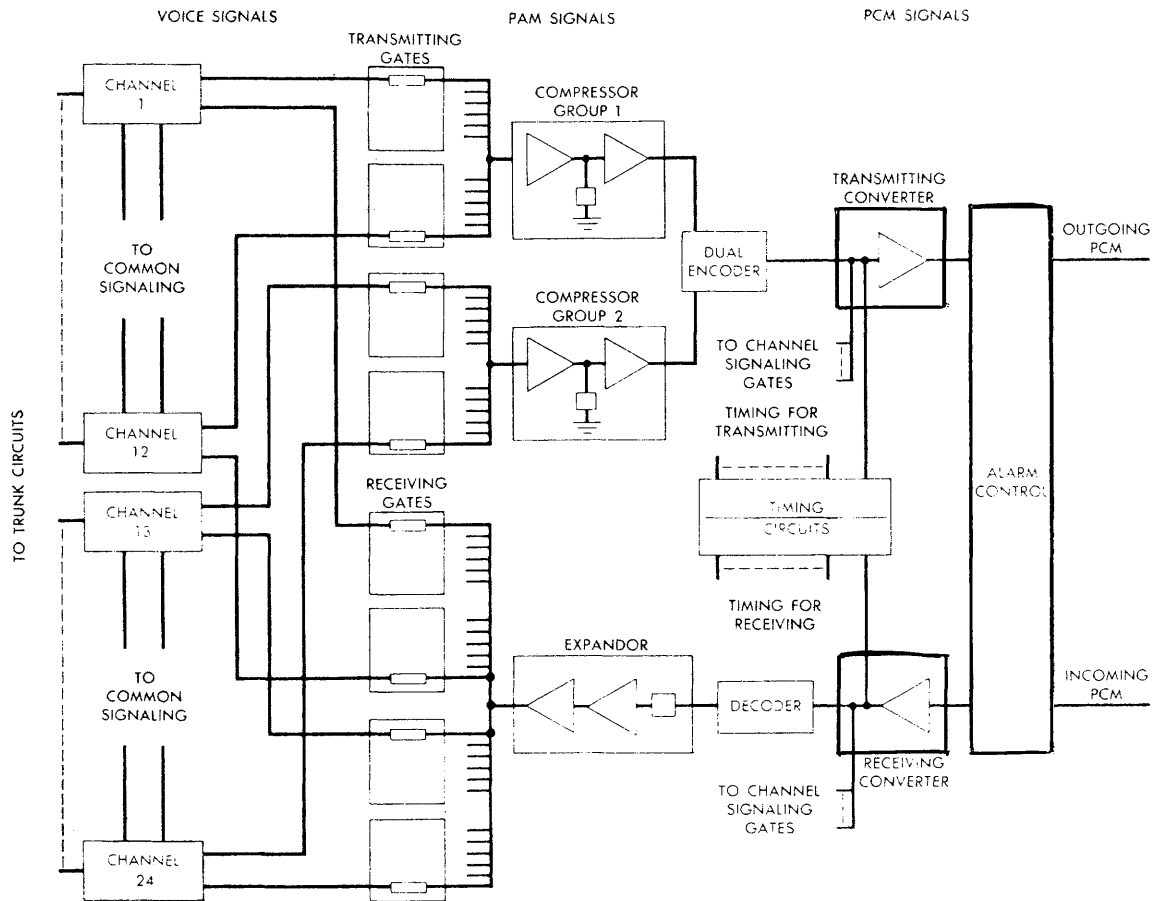 VOICE SIGNALS
PAM SIGNALS
PCM SIGNALS
TRANSMITTING
GATES
CHANNEL
1
COMPRESSOR
GROUP 1
TRANSMITTING
CONVERTER
OUTGOING
PCM
TO
COMMON
SIGNALING
DUAL
ENCODER
COMPRESSOR
GROUP 2
TO CHANNEL
SIGNALING
GATES
TIMING FOR
TRANSMITTING
CHANNEL
12
TO TRUNK CIRCUITS
RECEIVING
GATES
ALARM
CONTROL
CHANNEL
13
TIMING
CIRCUITS
TIMING FOR
RECEIVING
EXPANDOR
TO
COMMON
SIGNALING
DECODER
INCOMING
PCM
RECEIVING
CONVERTER
TO CHANNEL
SIGNALING
GATES
CHANNEL
24